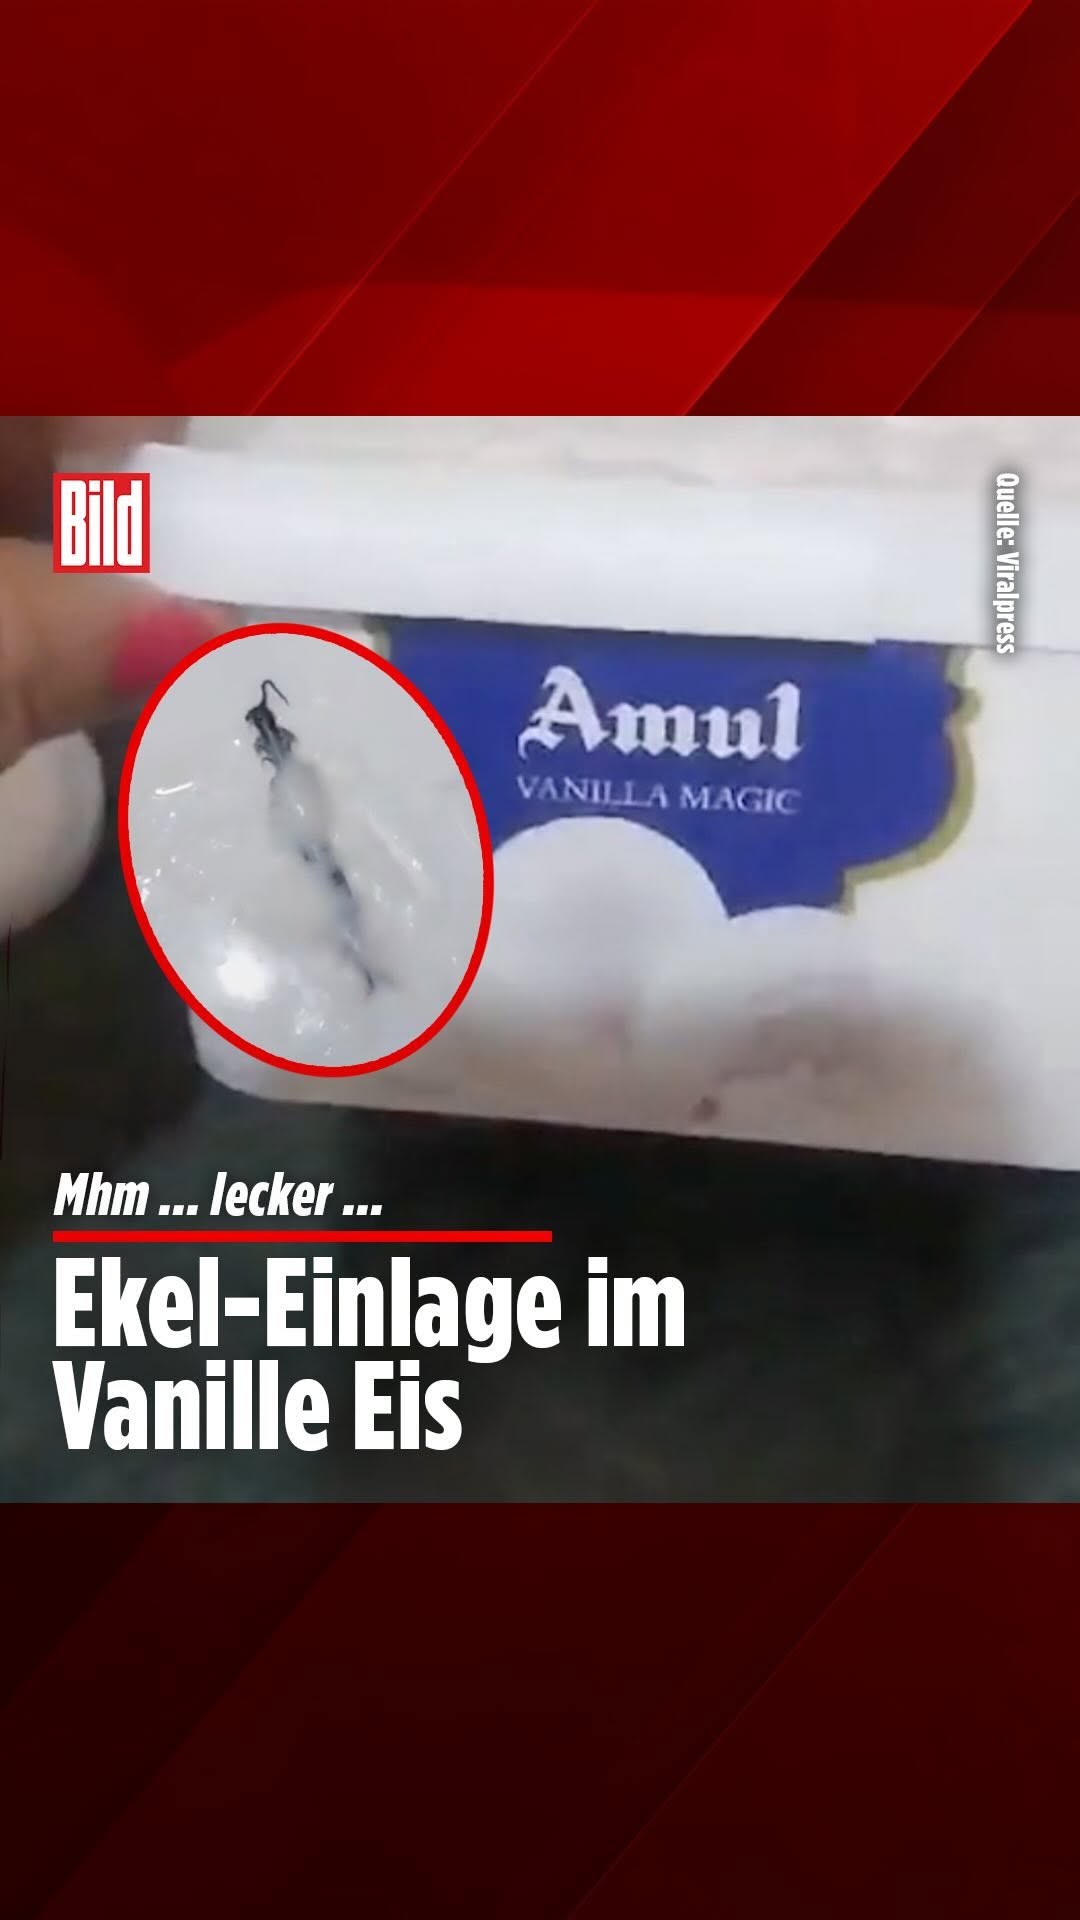 Bild
Quelle: Viralpress
Amul
VANILLA MAGIC
Mhm ... lecker ...
Ekel-Einlage im
Vanille Eis